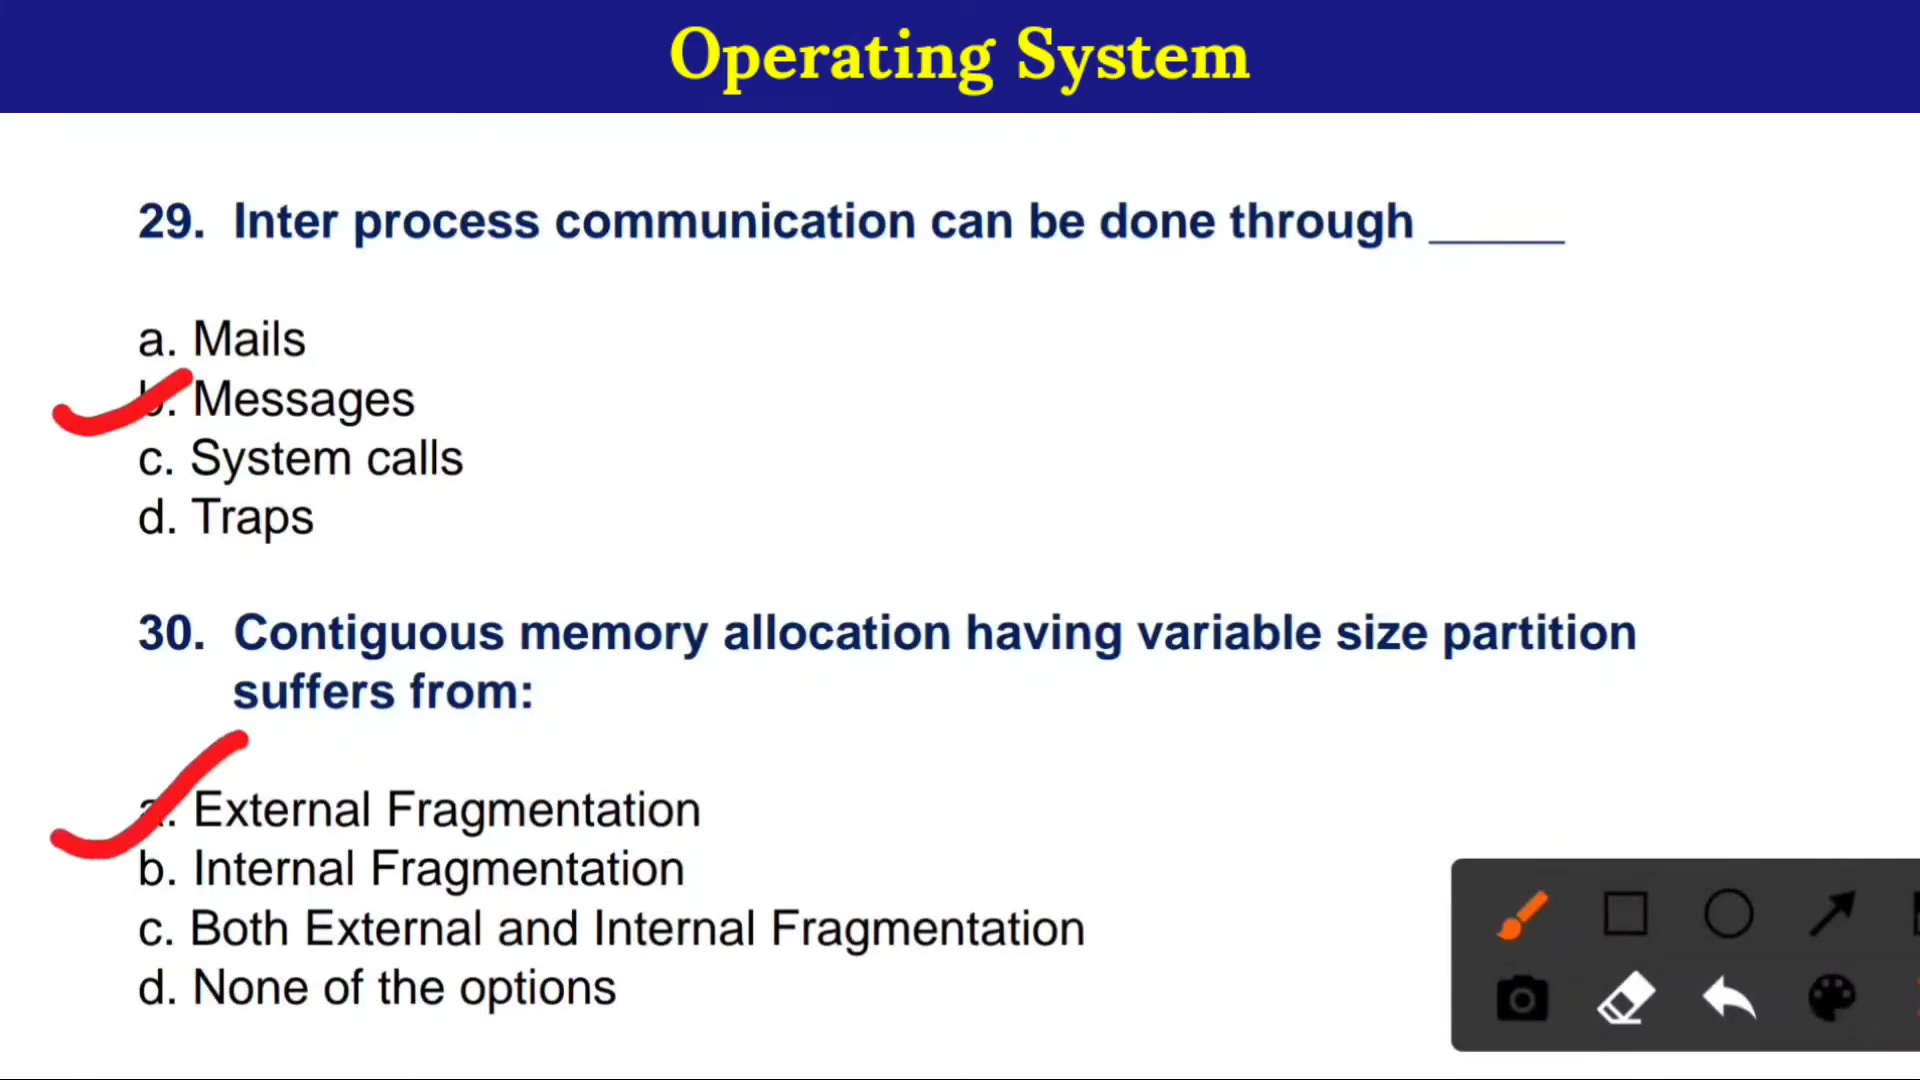 Operating System
29. Inter process communication can be done through _____
a. Mails
b. Messages
c. System calls
d. Traps
30. Contiguous memory allocation having variable size partition
suffers from:
a. External Fragmentation
b. Internal Fragmentation
c. Both External and Internal Fragmentation
d. None of the options